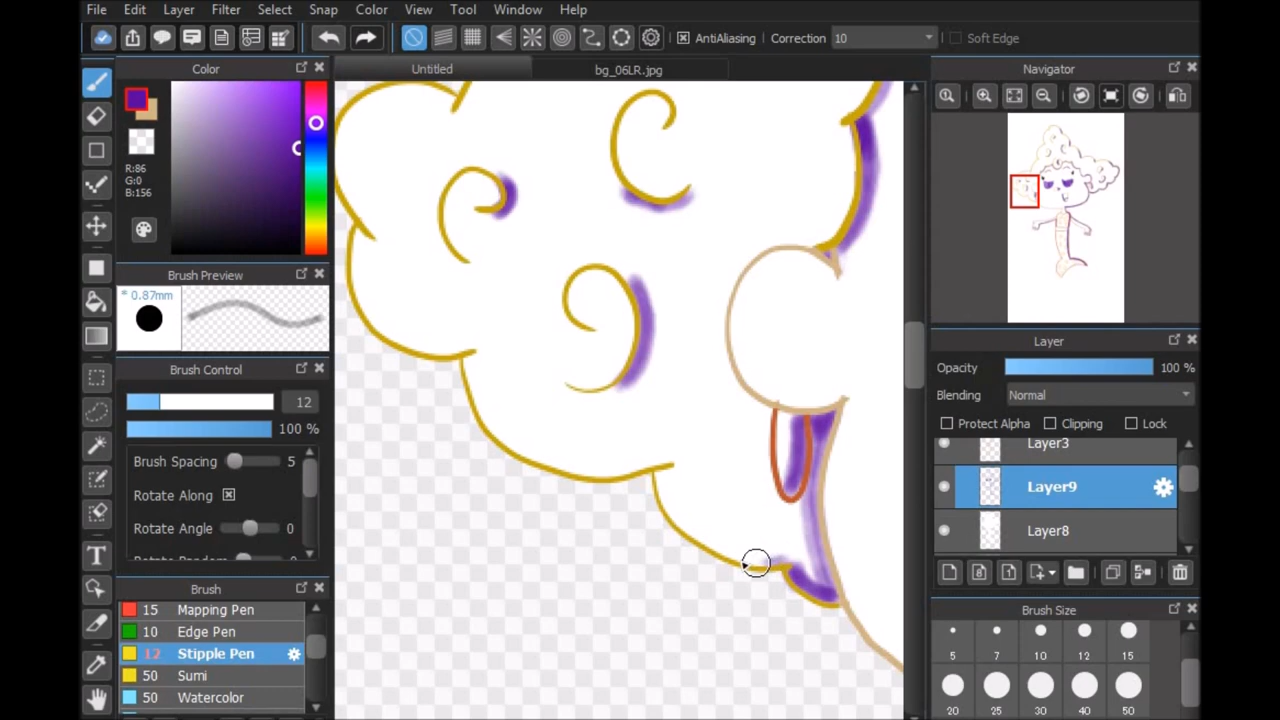 File Edit Layer Filter Select Snap Color View Tool Window Help
AntiAliasing Correction 10 Soft Edge
Color
Untitled
bg_06LR.jpg
Navigator
R:86
G:0
B:156
Brush Preview
* 0.87mm
Brush Control
12
100 %
Brush Spacing 5
Rotate Along
Rotate Angle 0
Rotate Random 0
Brush
15 Mapping Pen
10 Edge Pen
12 Stipple Pen
50 Sumi
50 Watercolor
Layer
Opacity 100 %
Blending Normal
Protect Alpha Clipping Lock
Layer3
Layer9
Layer8
Brush Size
5 7 10 12 15
20 25 30 40 50